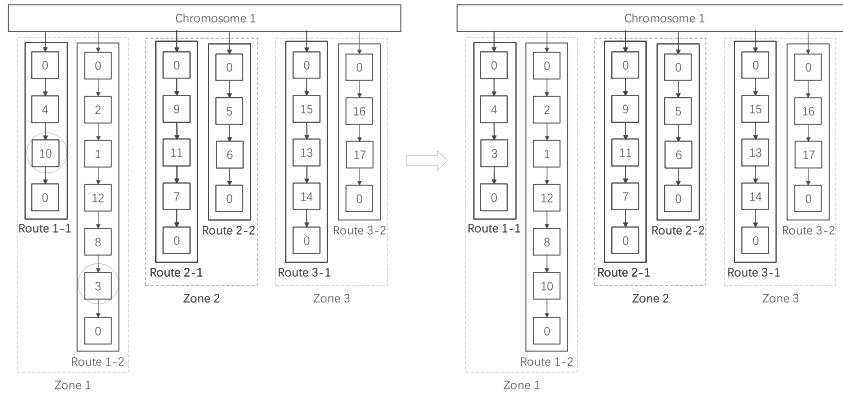 Chromosome 1
0 0 0 0 0 0
4 2 9 5 15 16
10 1 11 6 13 17
0 12 7 0 14 0
Route 1-1 8 0 Route 2-2 0 Route 3-2
3 Route 2-1 Route 3-1
0 Zone 2 Zone 3
Route 1-2
Zone 1
Chromosome 1
0 0 0 0 0 0
4 2 9 5 15 16
3 1 11 6 13 17
0 12 7 0 14 0
Route 1-1 8 0 Route 2-2 0 Route 3-2
10 Route 2-1 Route 3-1
0 Zone 2 Zone 3
Route 1-2
Zone 1